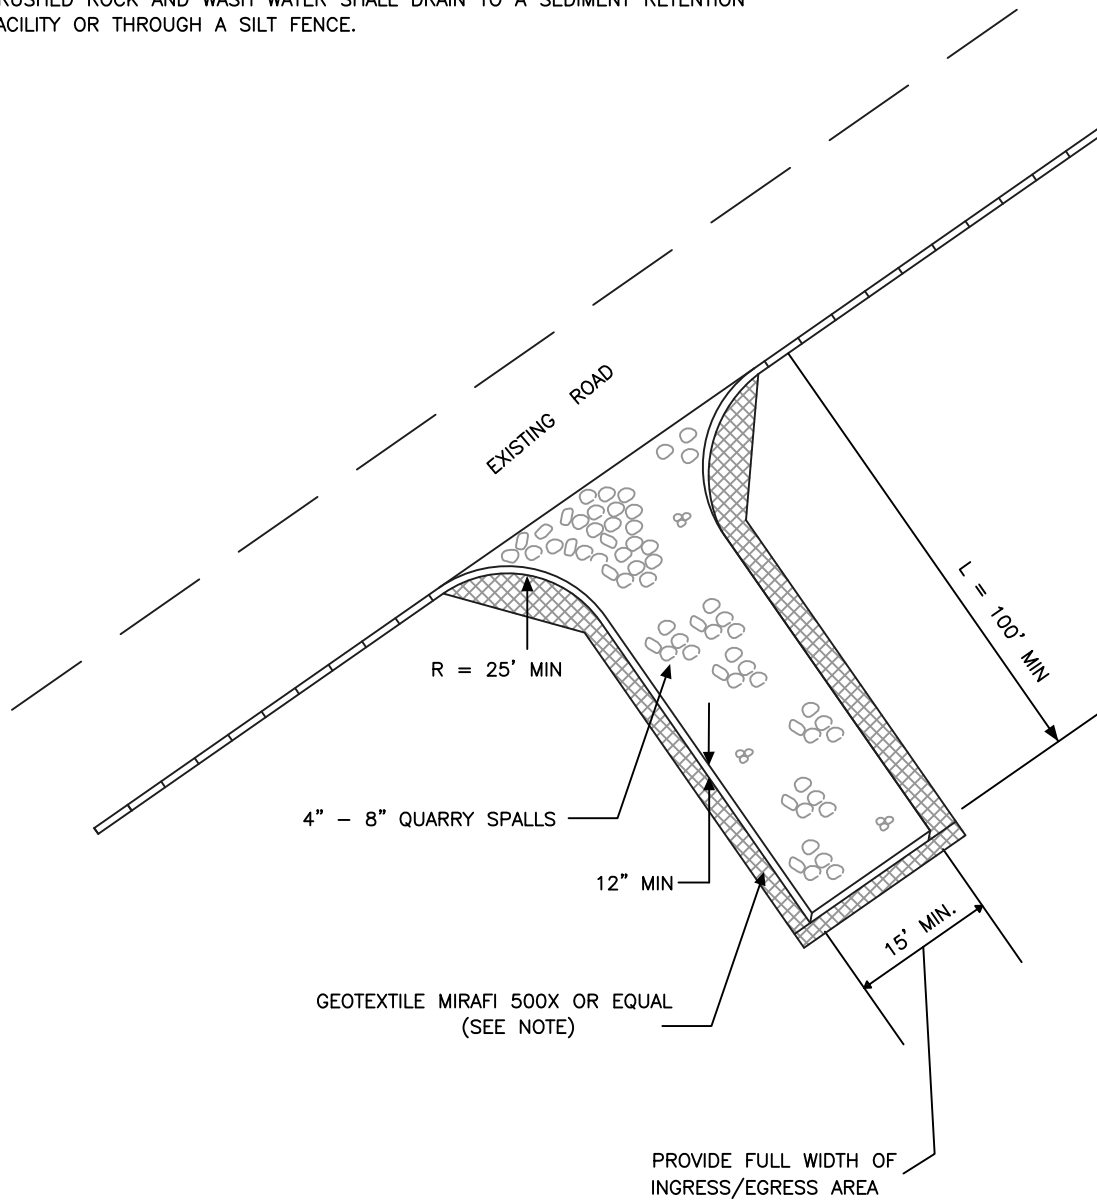 ROCK AND WASH WATER SHALL DRAIN TO A SEDIMENT RETENTION
OR THROUGH A SILT FENCE.
EXISTING ROAD
L = 100' MIN
R = 25' MIN
4" – 8" QUARRY SPALLS
12" MIN
15' MIN.
GEOTEXTILE MIRAFI 500X OR EQUAL
(SEE NOTE)
PROVIDE FULL WIDTH OF
INGRESS/EGRESS AREA